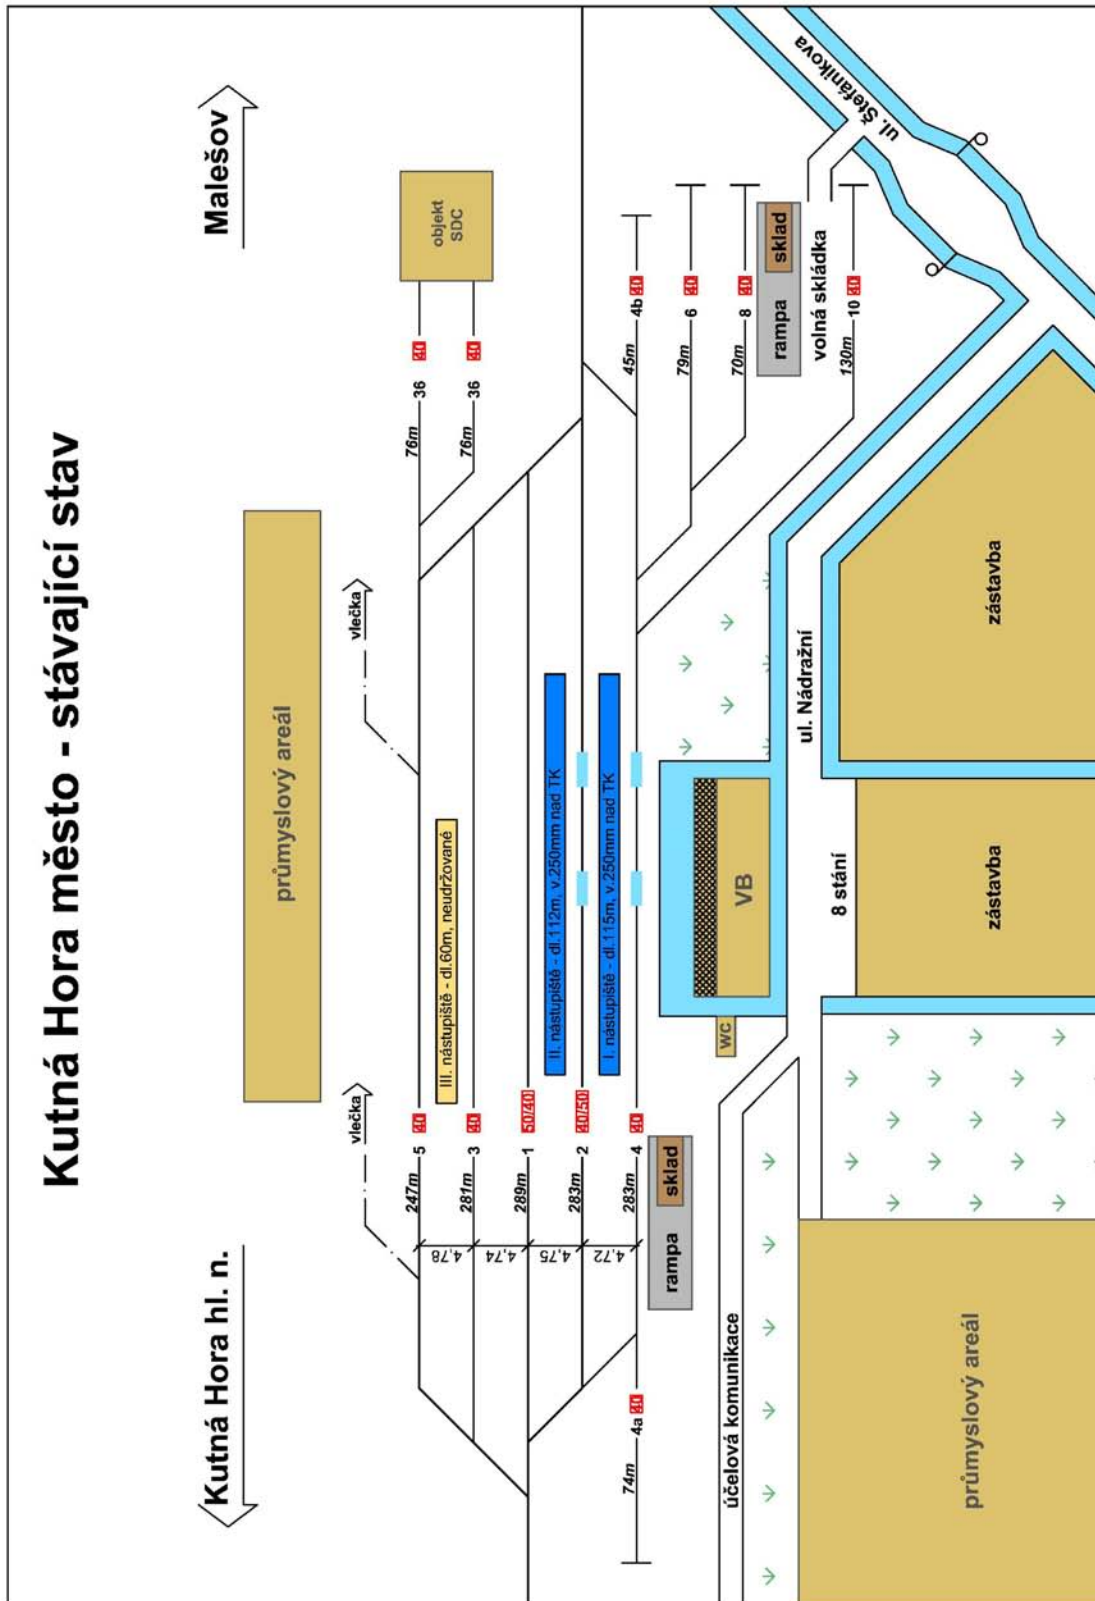 Kutná Hora město - stávající stav
Kutná Hora hl. n.
Malešov
průmyslový areál
vlečka
vlečka
objekt
SDC
247m 5 40
76m 36 40
III. nástupiště - dl.60m, neudržované
4,78
281m 3 40
76m 36 40
4,74
289m 1 50/40
II. nástupiště - dl.112m, v.250mm nad TK
4,75
283m 2 40/50
I. nástupiště - dl.115m, v.250mm nad TK
4,72
74m 4a 40
283m 4 40
45m 4b 40
rampa sklad
79m 6 40
WC
VB
70m 8 40
rampa sklad
volná skládka
130m 10 40
ul. Štefánikova
účelová komunikace
ul. Nádražní
8 stání
průmyslový areál
zástavba
zástavba